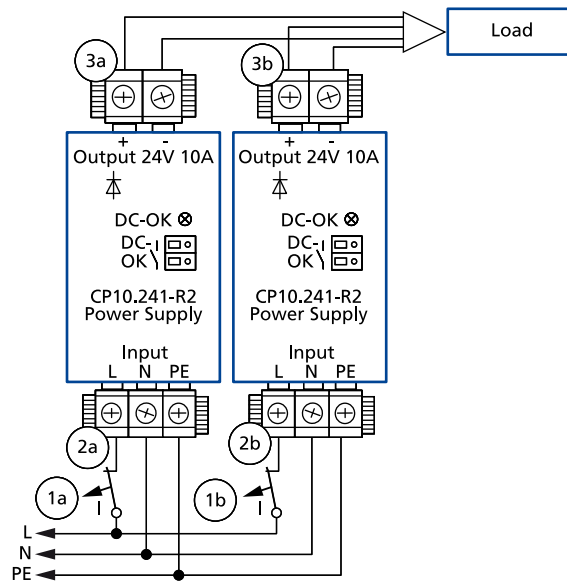 Load
3a
3b
+ -
Output 24V 10A
DC-OK
DC-
OK
CP10.241-R2
Power Supply
Input
L N PE
+ -
Output 24V 10A
DC-OK
DC-
OK
CP10.241-R2
Power Supply
Input
L N PE
2a
2b
1a
I
1b
I
L
N
PE